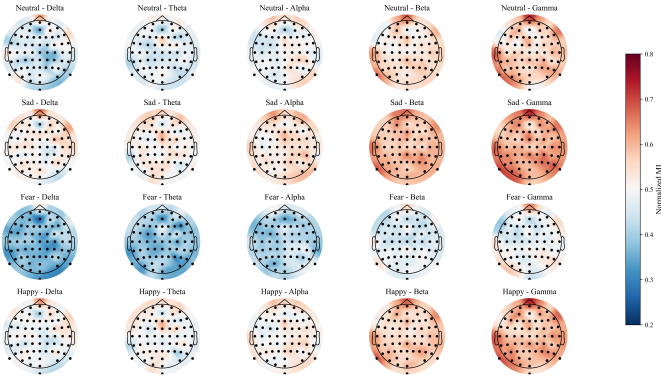 Neutral - Delta Neutral - Theta Neutral - Alpha Neutral - Beta Neutral - Gamma
Sad - Delta Sad - Theta Sad - Alpha Sad - Beta Sad - Gamma
Fear - Delta Fear - Theta Fear - Alpha Fear - Beta Fear - Gamma
Happy - Delta Happy - Theta Happy - Alpha Happy - Beta Happy - Gamma
0.8
0.7
0.6
0.5
0.4
0.3
0.2
Normalized MI